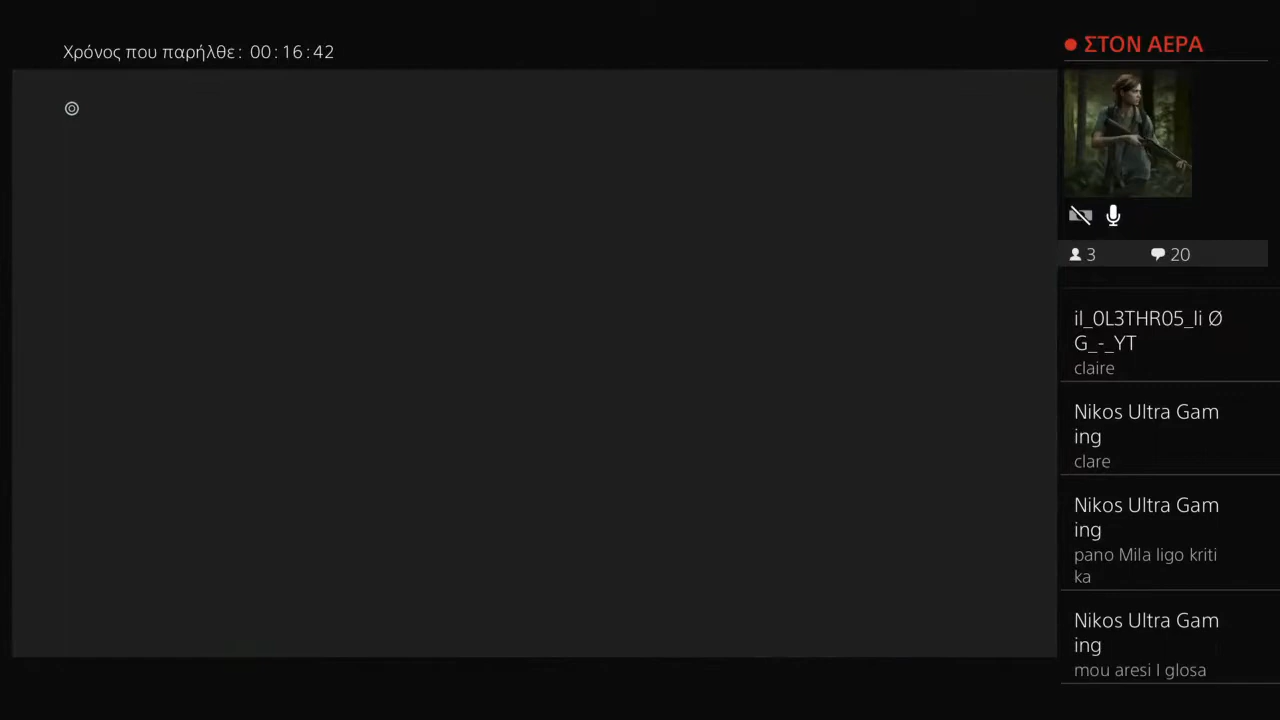 Χρόνος που παρήλθε: 00:16:42
ΣΤΟΝ ΑΕΡΑ
3 20
il_0L3THR05_li Ø
G_-_YT
claire
Nikos Ultra Gam
ing
clare
Nikos Ultra Gam
ing
pano Mila ligo kriti
ka
Nikos Ultra Gam
ing
mou aresi I glosa